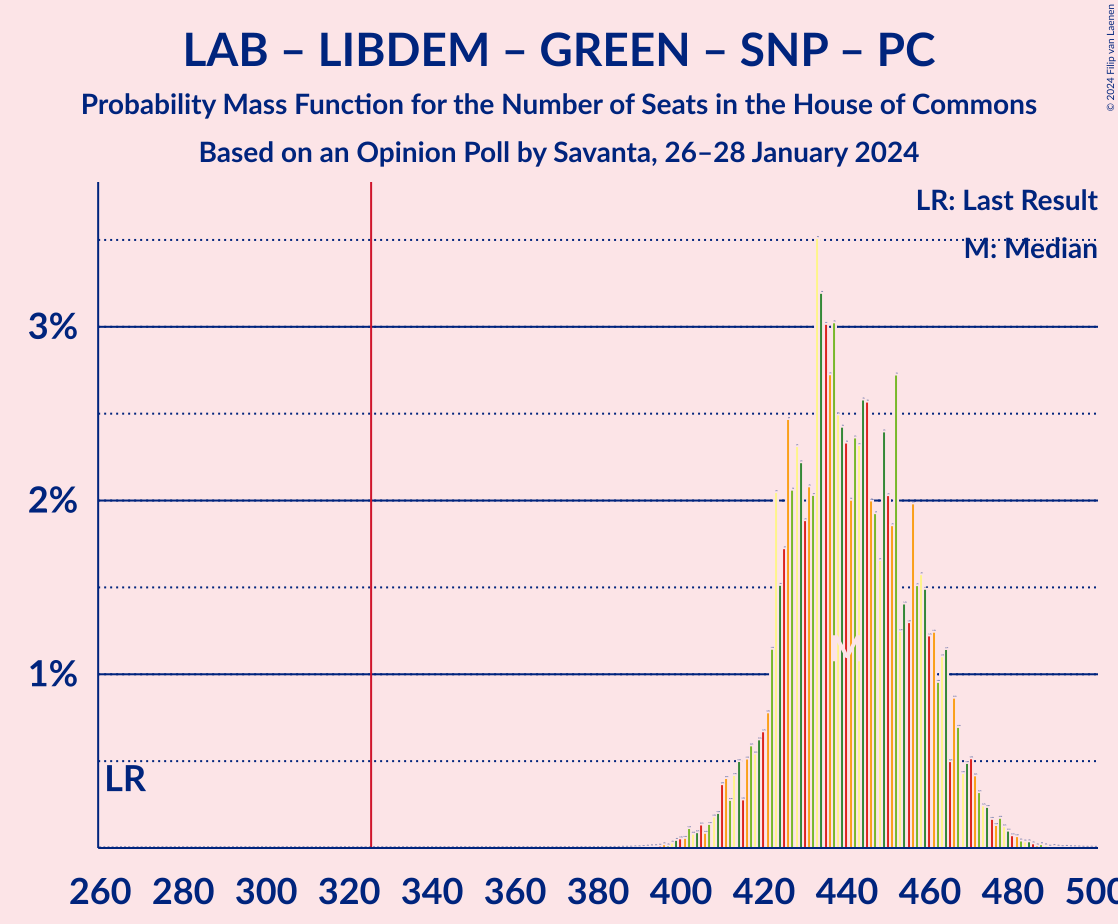 LAB – LIBDEM – GREEN – SNP – PC
Probability Mass Function for the Number of Seats in the House of Commons
Based on an Opinion Poll by Savanta, 26–28 January 2024
© 2024 Filip van Laenen
LR: Last Result
M: Median
3%
2%
1%
M
LR
260 280 300 320 340 360 380 400 420 440 460 480 500